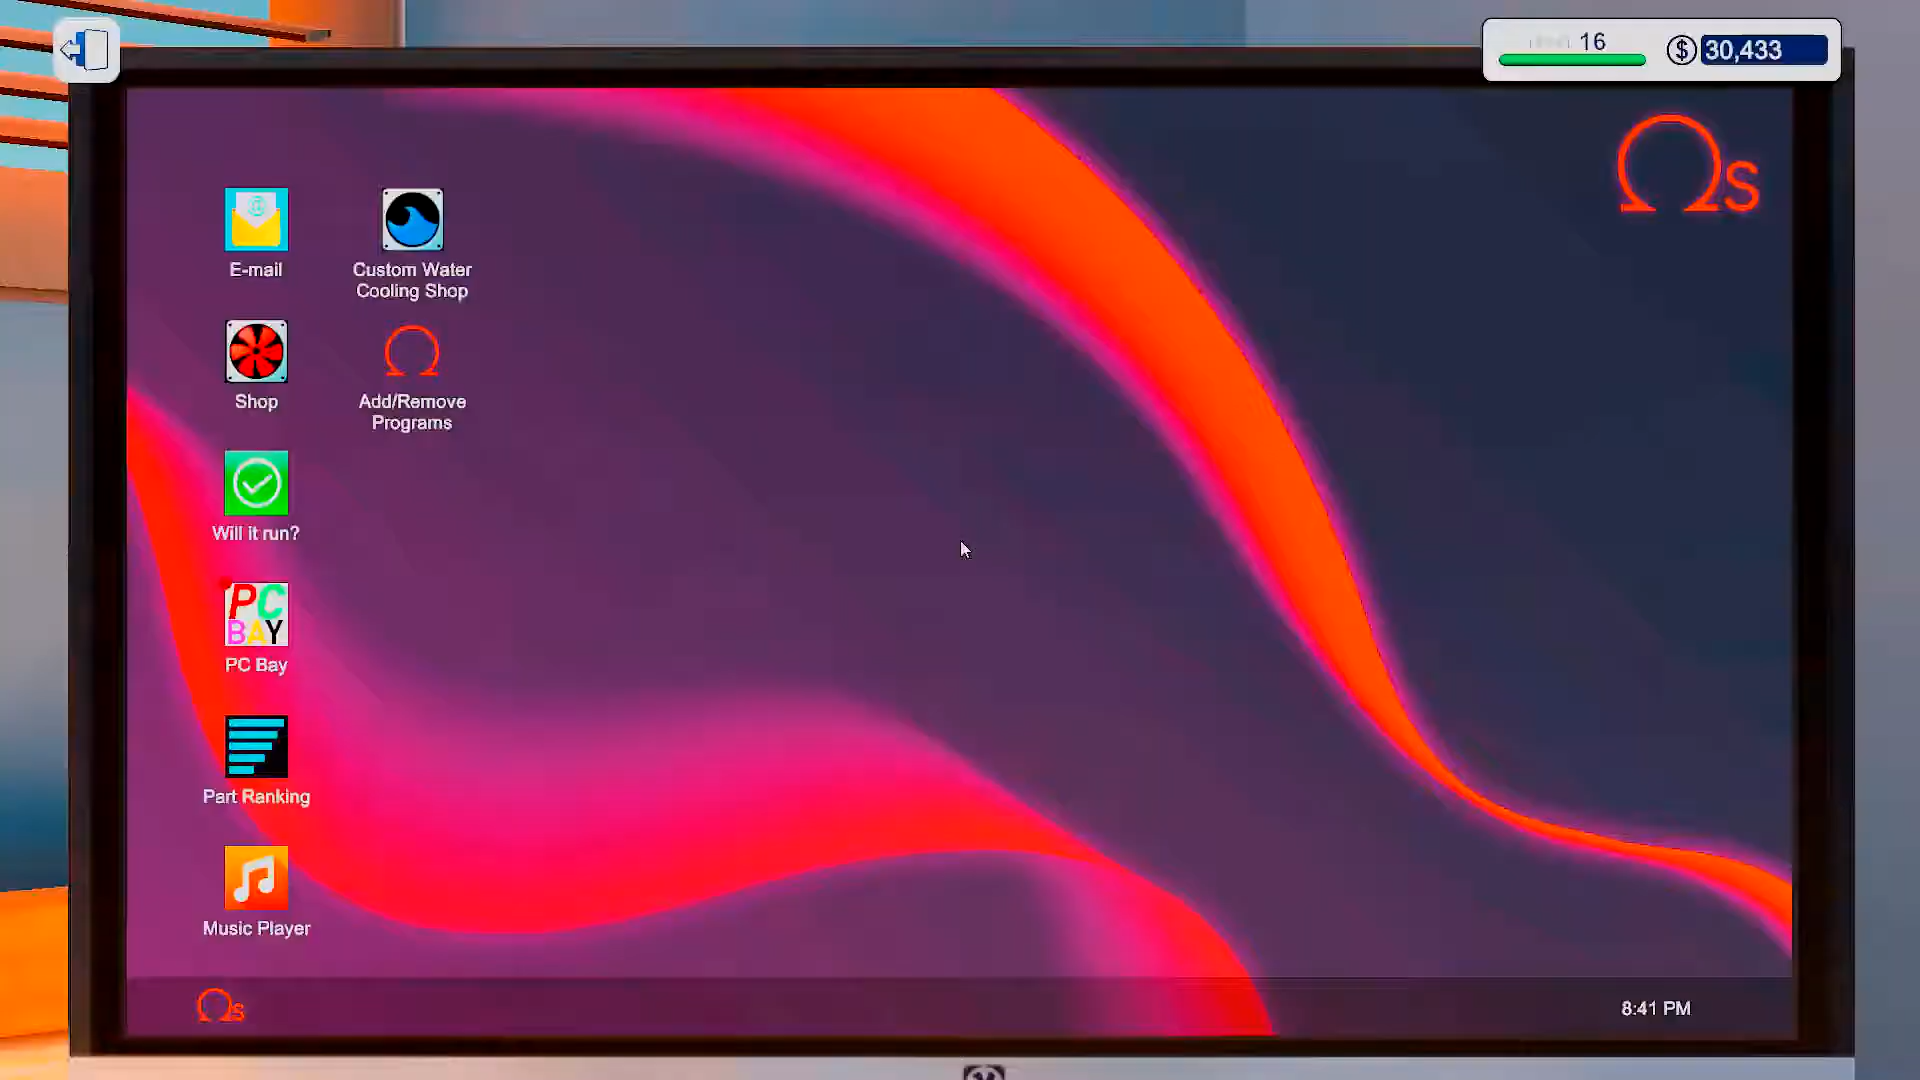 16
30,433
Ωs
E-mail
Custom Water
Cooling Shop
Shop
Add/Remove
Programs
Will it run?
PC
BAY
PC Bay
Part Ranking
Music Player
Ωs
8:41 PM